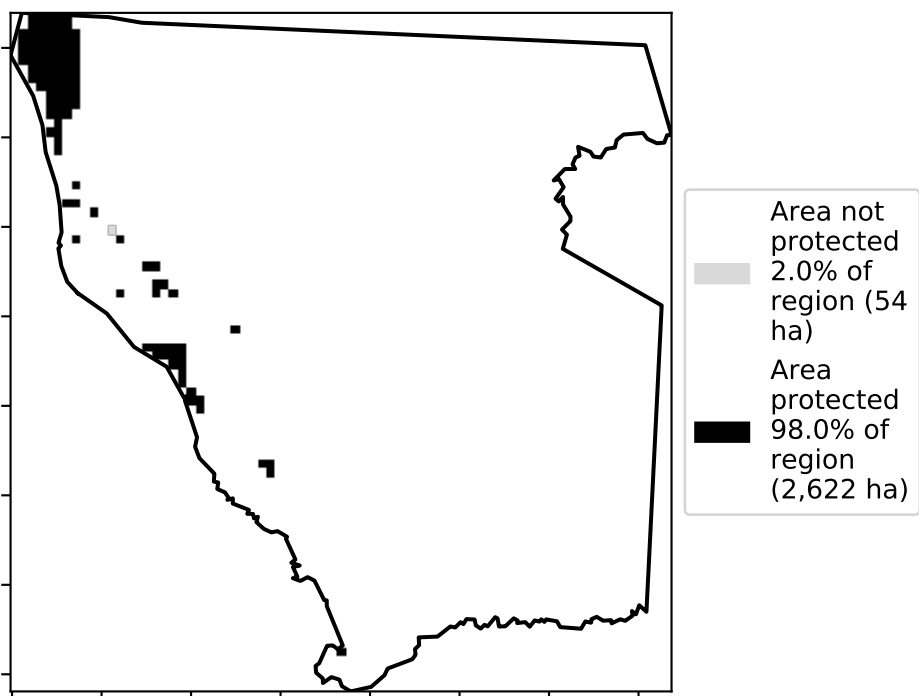 Area not
protected
2.0% of
region (54
ha)
Area
protected
98.0% of
region
(2,622 ha)